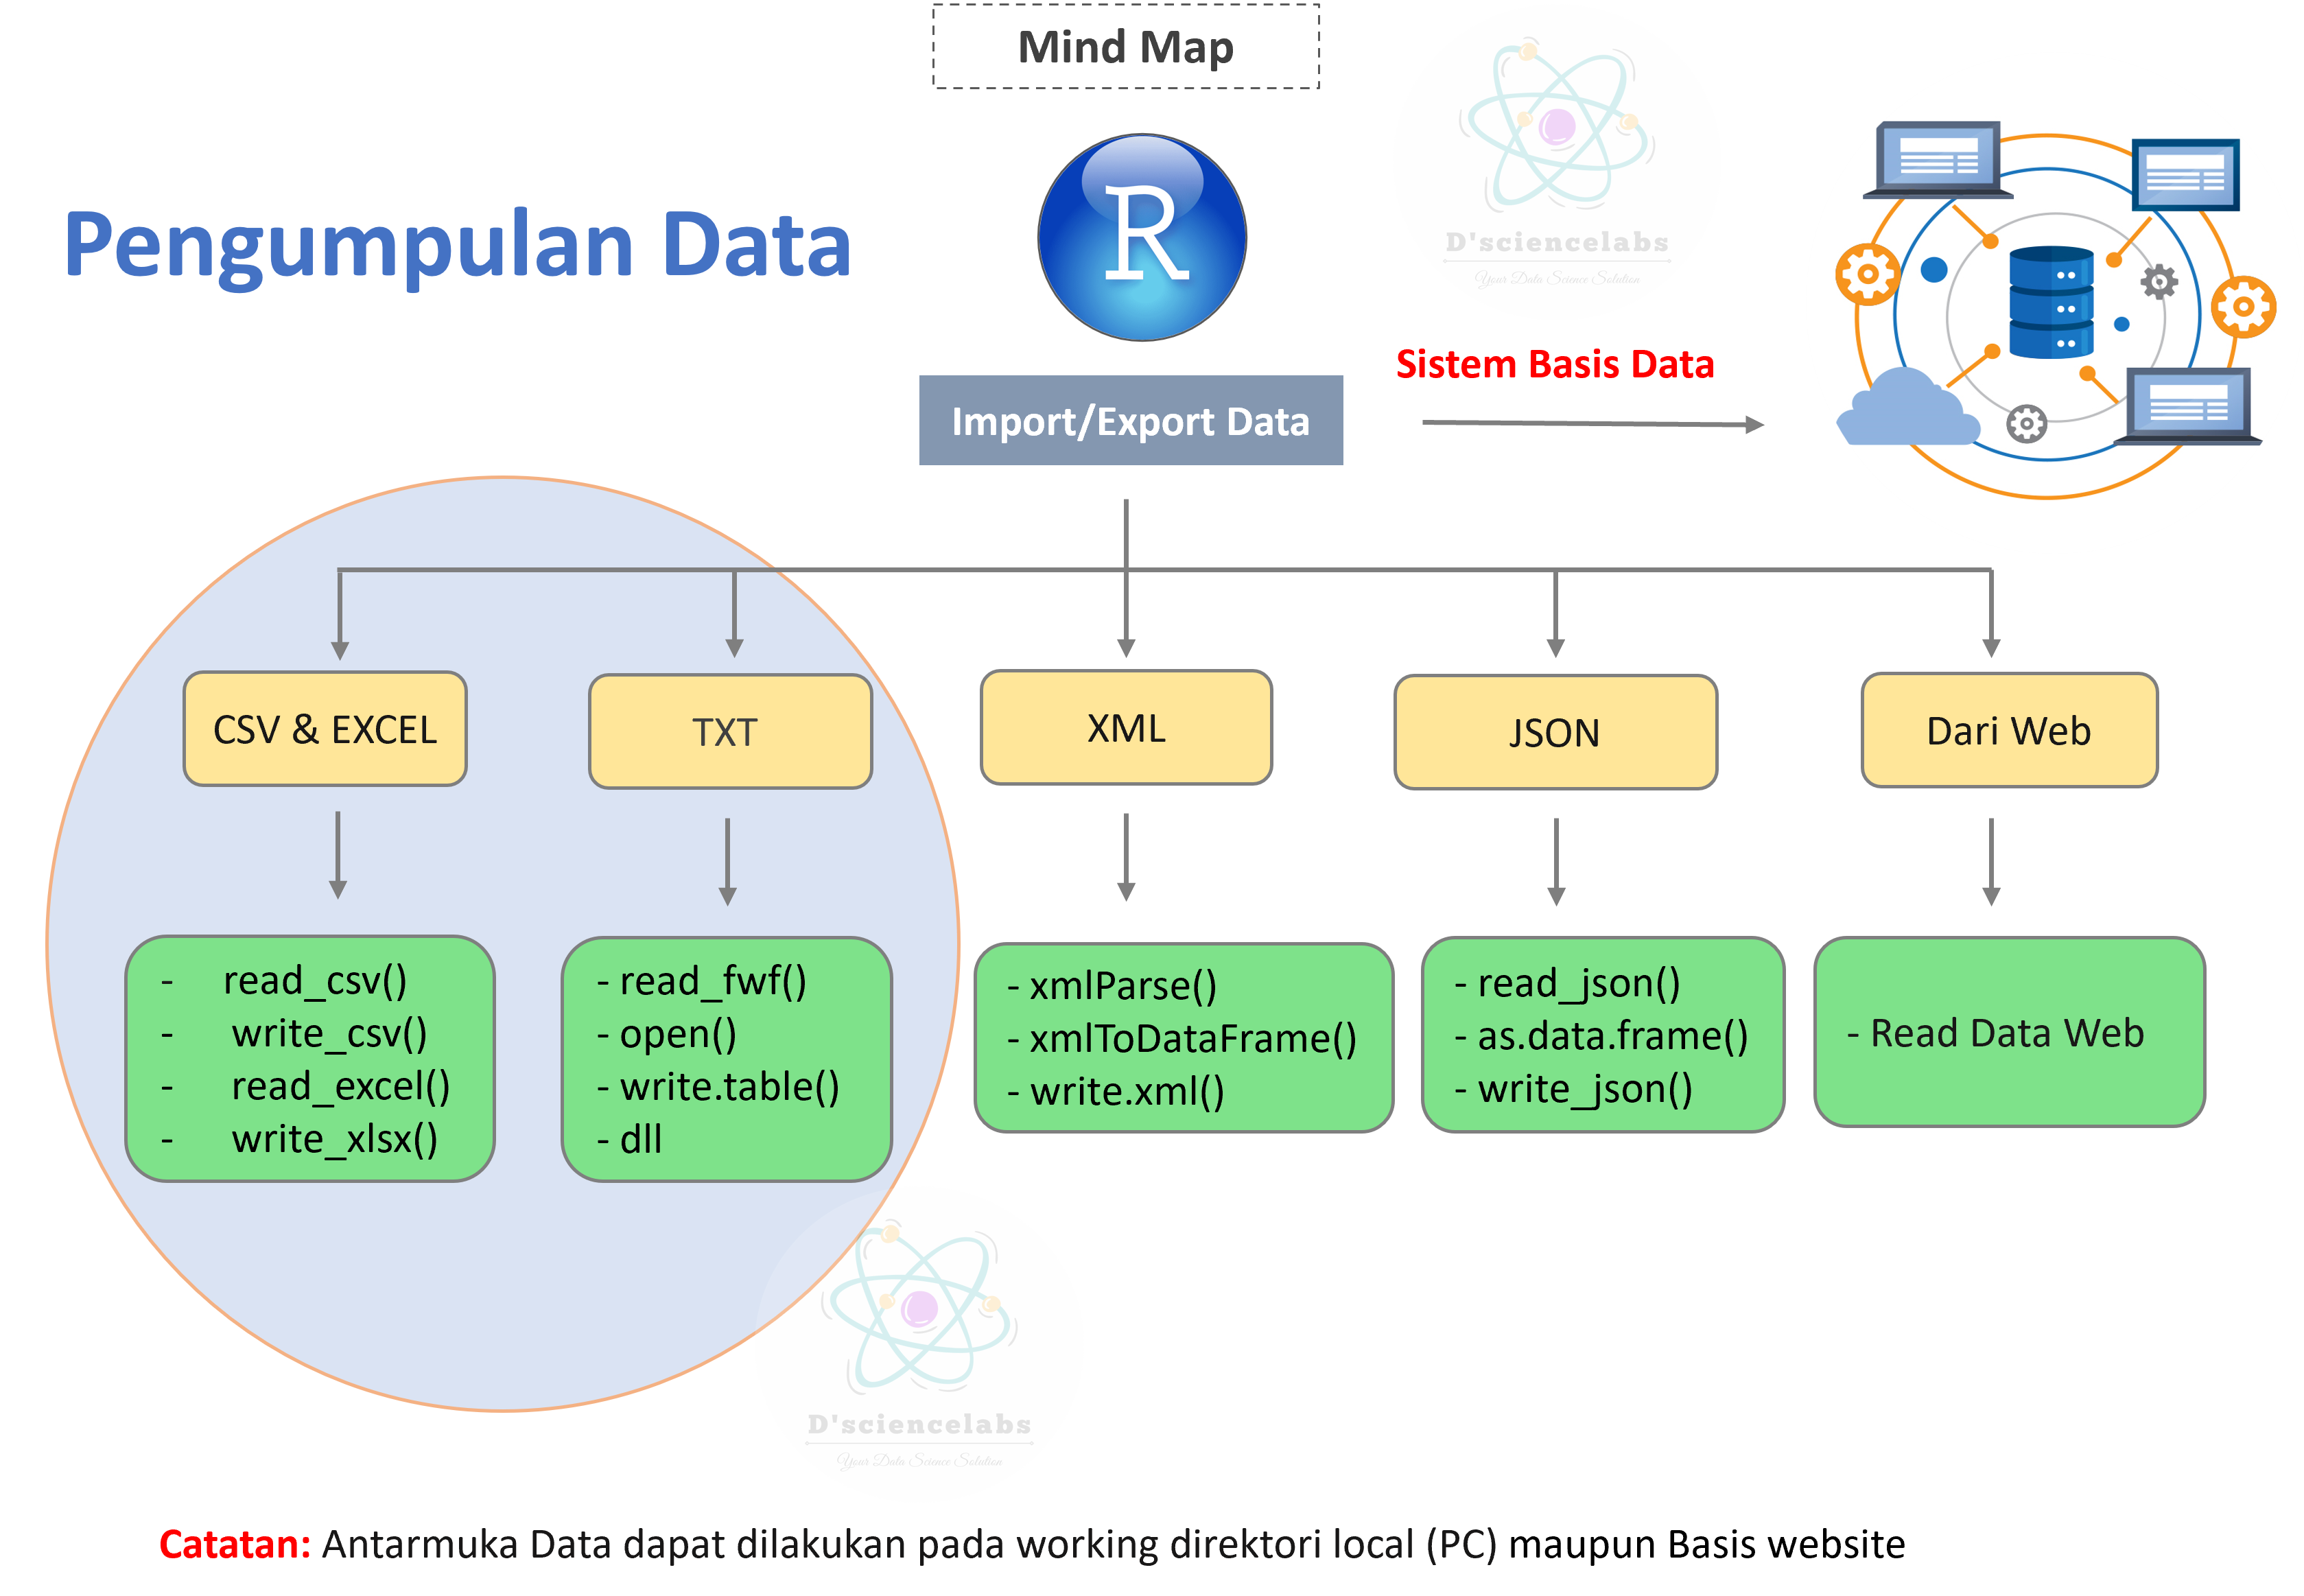 Mind Map
Pengumpulan Data
R
D'sciencelabs
Your Data Science Solution
Sistem Basis Data
Import/Export Data
CSV & EXCEL
TXT
XML
JSON
Dari Web
- read_csv()
- write_csv()
- read_excel()
- write_xlsx()
- read_fwf()
- open()
- write.table()
- dll
- xmlParse()
- xmlToDataFrame()
- write.xml()
- read_json()
- as.data.frame()
- write_json()
- Read Data Web
D'sciencelabs
Your Data Science Solution
Catatan: Antarmuka Data dapat dilakukan pada working direktori local (PC) maupun Basis website